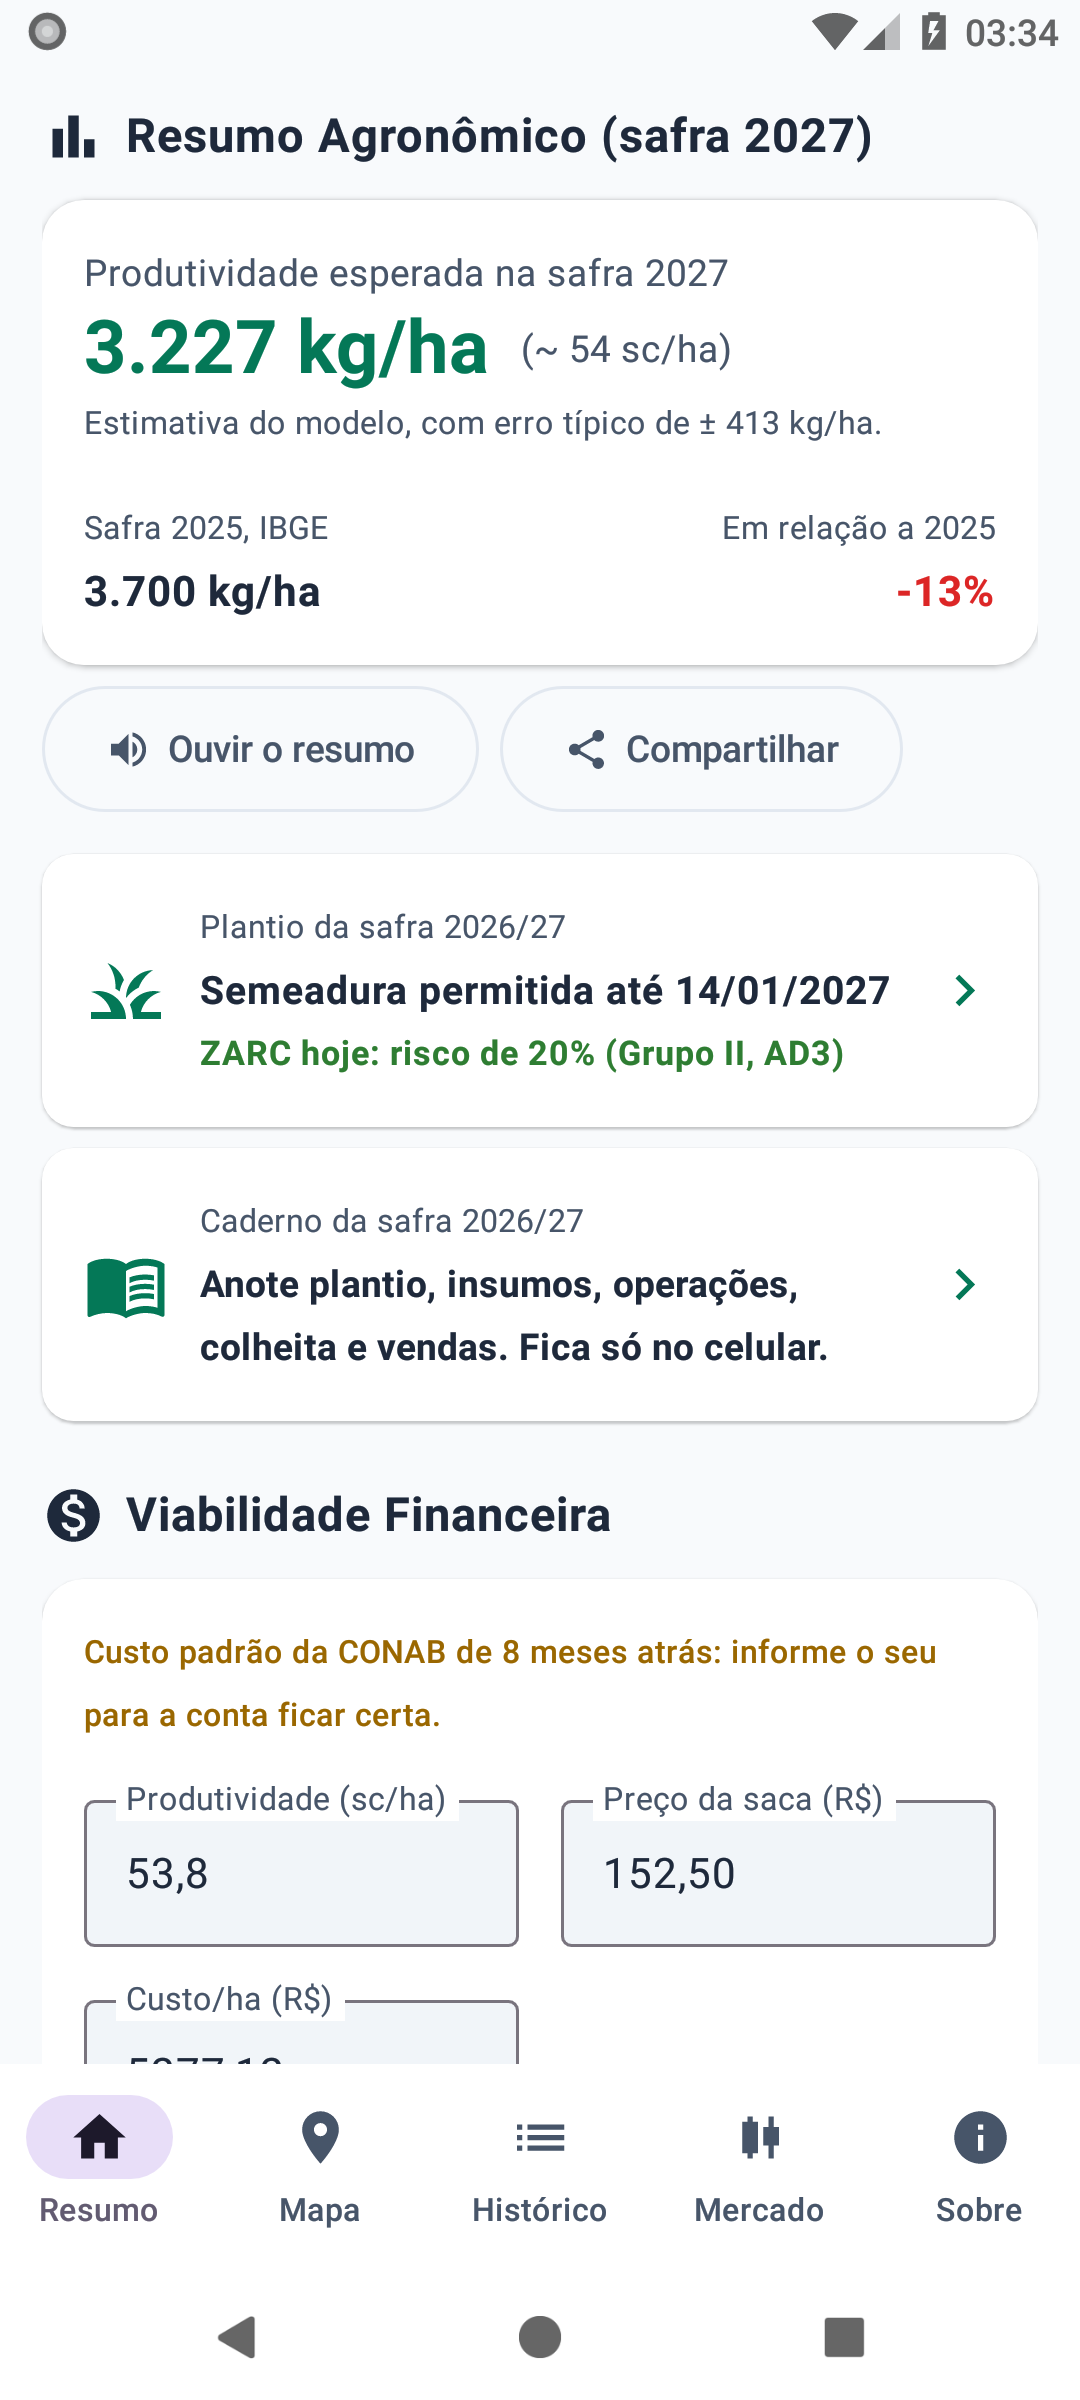 03:34
Resumo Agronômico (safra 2027)
Produtividade esperada na safra 2027
3.227 kg/ha (~ 54 sc/ha)
Estimativa do modelo, com erro típico de ± 413 kg/ha.
Safra 2025, IBGE
Em relação a 2025
3.700 kg/ha
-13%
Ouvir o resumo
Compartilhar
Plantio da safra 2026/27
Semeadura permitida até 14/01/2027
ZARC hoje: risco de 20% (Grupo II, AD3)
Caderno da safra 2026/27
Anote plantio, insumos, operações,
colheita e vendas. Fica só no celular.
Viabilidade Financeira
Custo padrão da CONAB de 8 meses atrás: informe o seu
para a conta ficar certa.
Produtividade (sc/ha)
Preço da saca (R$)
53,8
152,50
Custo/ha (R$)
Resumo
Mapa
Histórico
Mercado
Sobre